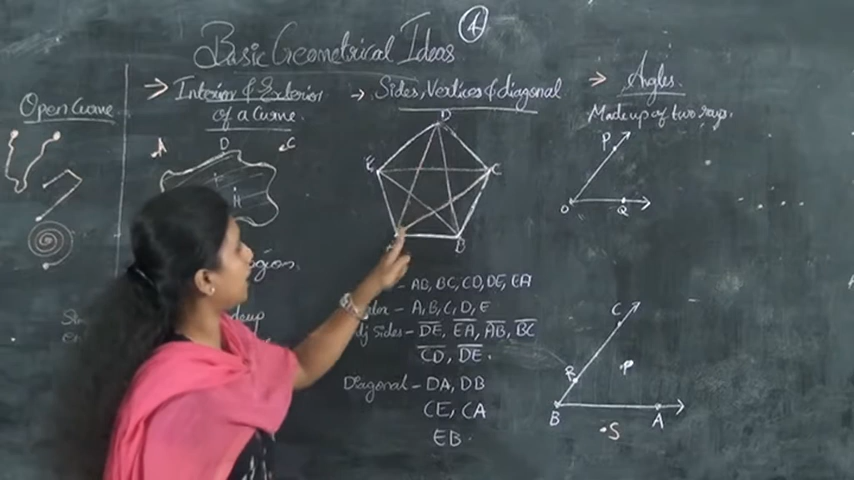 Basic Geometrical Ideas 4
Open Curve
→ Interior & Exterior
of a Curve.
A
D
C
H
→ Sides, Vertices & diagonal
D
E
C
B
AB, BC, CD, DE, EA
A, B, C, D, E
Sides - DE, EA, AB, BC
CD, DE.
Diagonal - DA, DB
CE, CA
EB.
→ Angles.
Made up of two rays.
P
O
Q
C
R
P
B
A
S